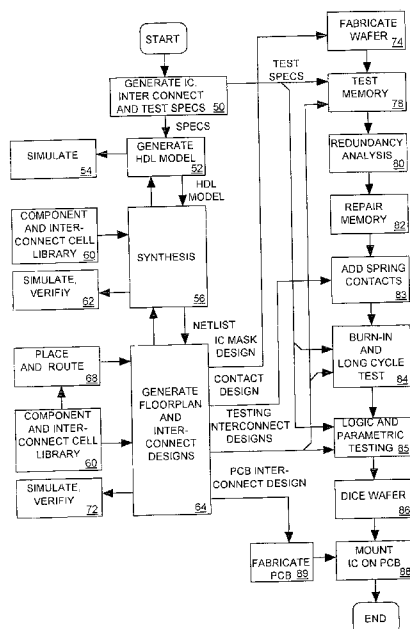 START
GENERATE IC,
INTER CONNECT
AND TEST SPECS 50
SPECS
GENERATE
HDL MODEL
52
SIMULATE
54
HDL
MODEL
COMPONENT
AND INTER-
CONNECT CELL
LIBRARY 60
SYNTHESIS
56
SIMULATE,
VERIFIY
62
NETLIST
PLACE
AND ROUTE
68
GENERATE
FLOORPLAN
AND
INTER-
CONNECT
DESIGNS
64
COMPONENT
AND INTER-
CONNECT CELL
LIBRARY 60
SIMULATE,
VERIFIY
72
TEST
SPECS
IC MASK
DESIGN
CONTACT DESIGN
TESTING
INTERCONNECT
DESIGNS
PCB INTER-
CONNECT DESIGN
FABRICATE
PCB 89
FABRICATE
WAFER
74
TEST
MEMORY
78
REDUNDANCY
ANALYSIS
80
REPAIR
MEMORY
82
ADD SPRING
CONTACTS
83
BURN-IN
AND
LONG CYCLE
TEST 84
LOGIC AND
PARAMETRIC
TESTING 85
DICE WAFER
86
MOUNT
IC ON PCB
88
END